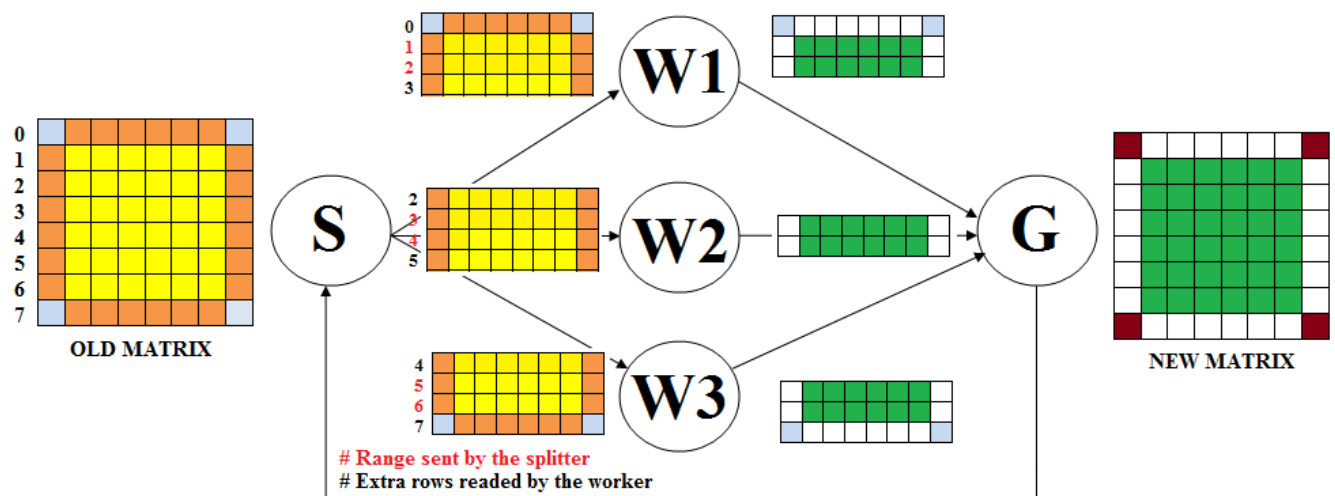 0
1
2
3
W1
0
1
2
3
4
5
6
7
OLD MATRIX
S
2
3
4
5
W2
G
NEW MATRIX
4
5
6
7
W3
# Range sent by the splitter
# Extra rows readed by the worker